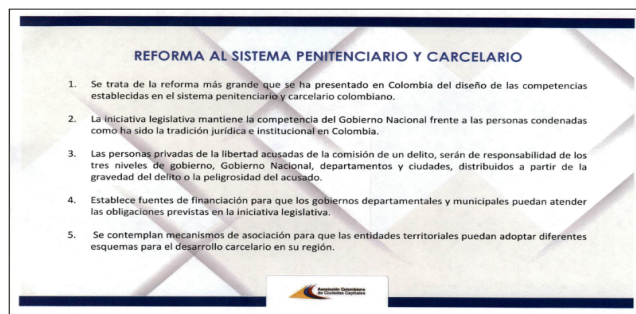 REFORMA AL SISTEMA PENITENCIARIO Y CARCELARIO
1. Se trata de la reforma más grande que se ha presentado en Colombia del diseño de las competencias
establecidas en el sistema penitenciario y carcelario colombiano.
2. La iniciativa legislativa mantiene la competencia del Gobierno Nacional frente a las personas condenadas
como ha sido la tradición jurídica e institucional en Colombia.
3. Las personas privadas de la libertad acusadas de la comisión de un delito, serán de responsabilidad de los
tres niveles de gobierno, Gobierno Nacional, departamentos y ciudades, distribuidos a partir de la
gravedad del delito o la peligrosidad del acusado.
4. Establece fuentes de financiación para que los gobiernos departamentales y municipales puedan atender
las obligaciones previstas en la iniciativa legislativa.
5. Se contemplan mecanismos de asociación para que las entidades territoriales puedan adoptar diferentes
esquemas para el desarrollo carcelario en su región.
Asociación Colombiana
de Ciudades Capitales